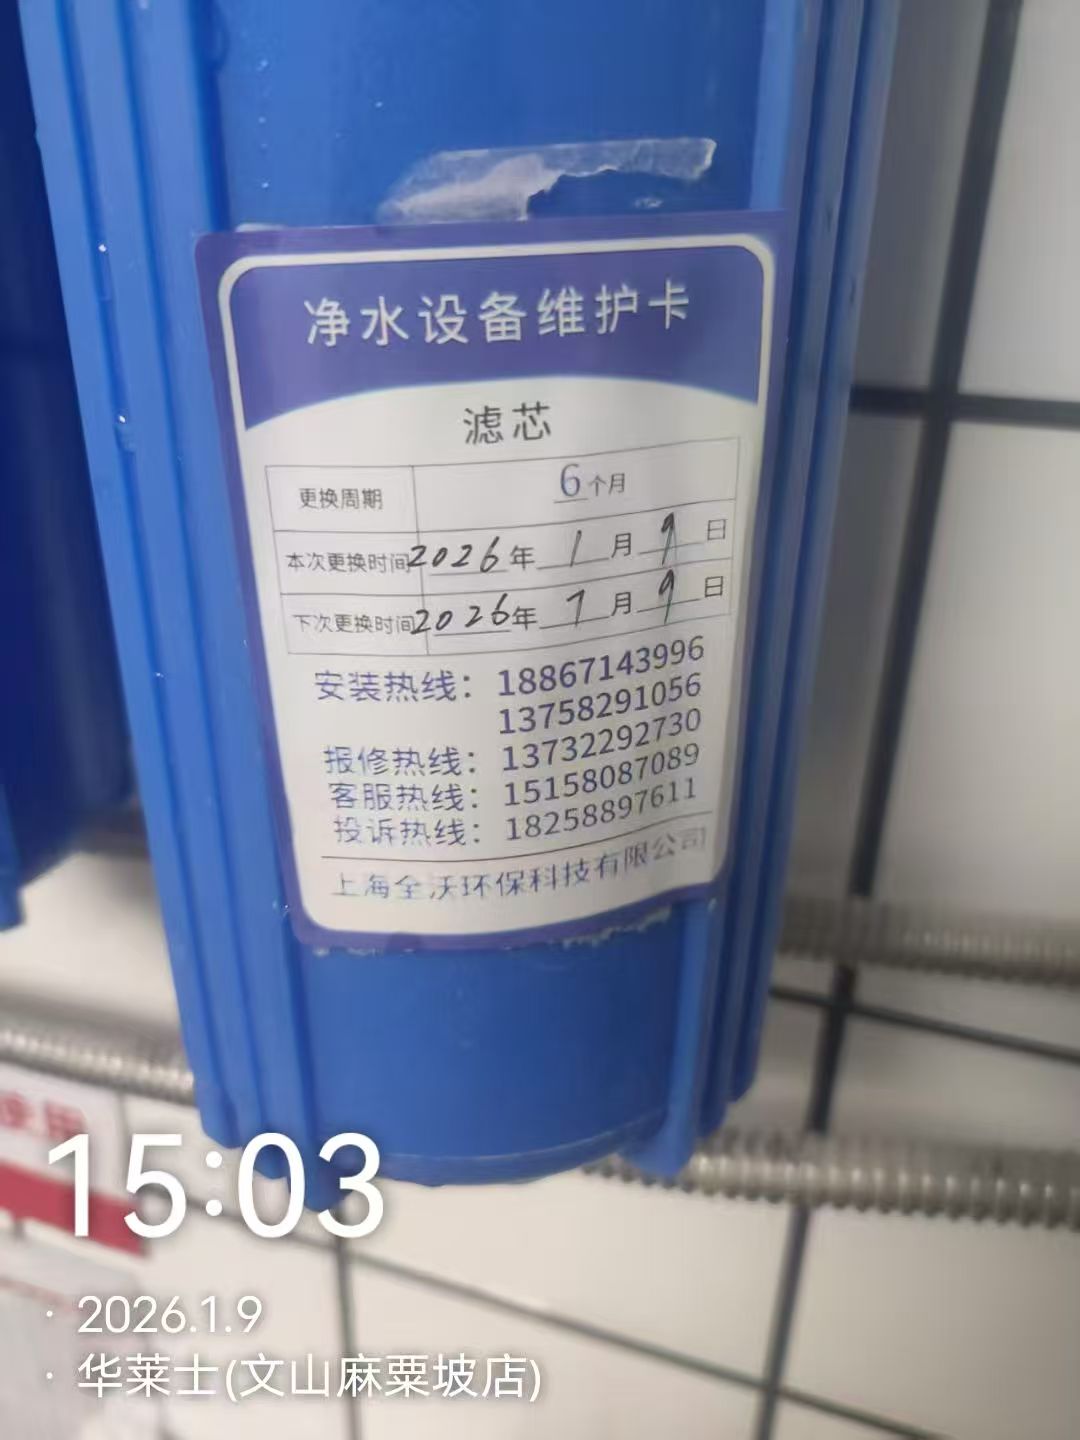 净水设备维护卡
滤芯
更换周期 6个月
本次更换时间 2026年1月9日
下次更换时间 2026年7月9日
安装热线：18867143996
13758291056
报修热线：13732292730
客服热线：15158087089
投诉热线：18258897611
上海全沃环保科技有限公司
使用
15:03
· 2026.1.9
· 华莱士(文山麻粟坡店)